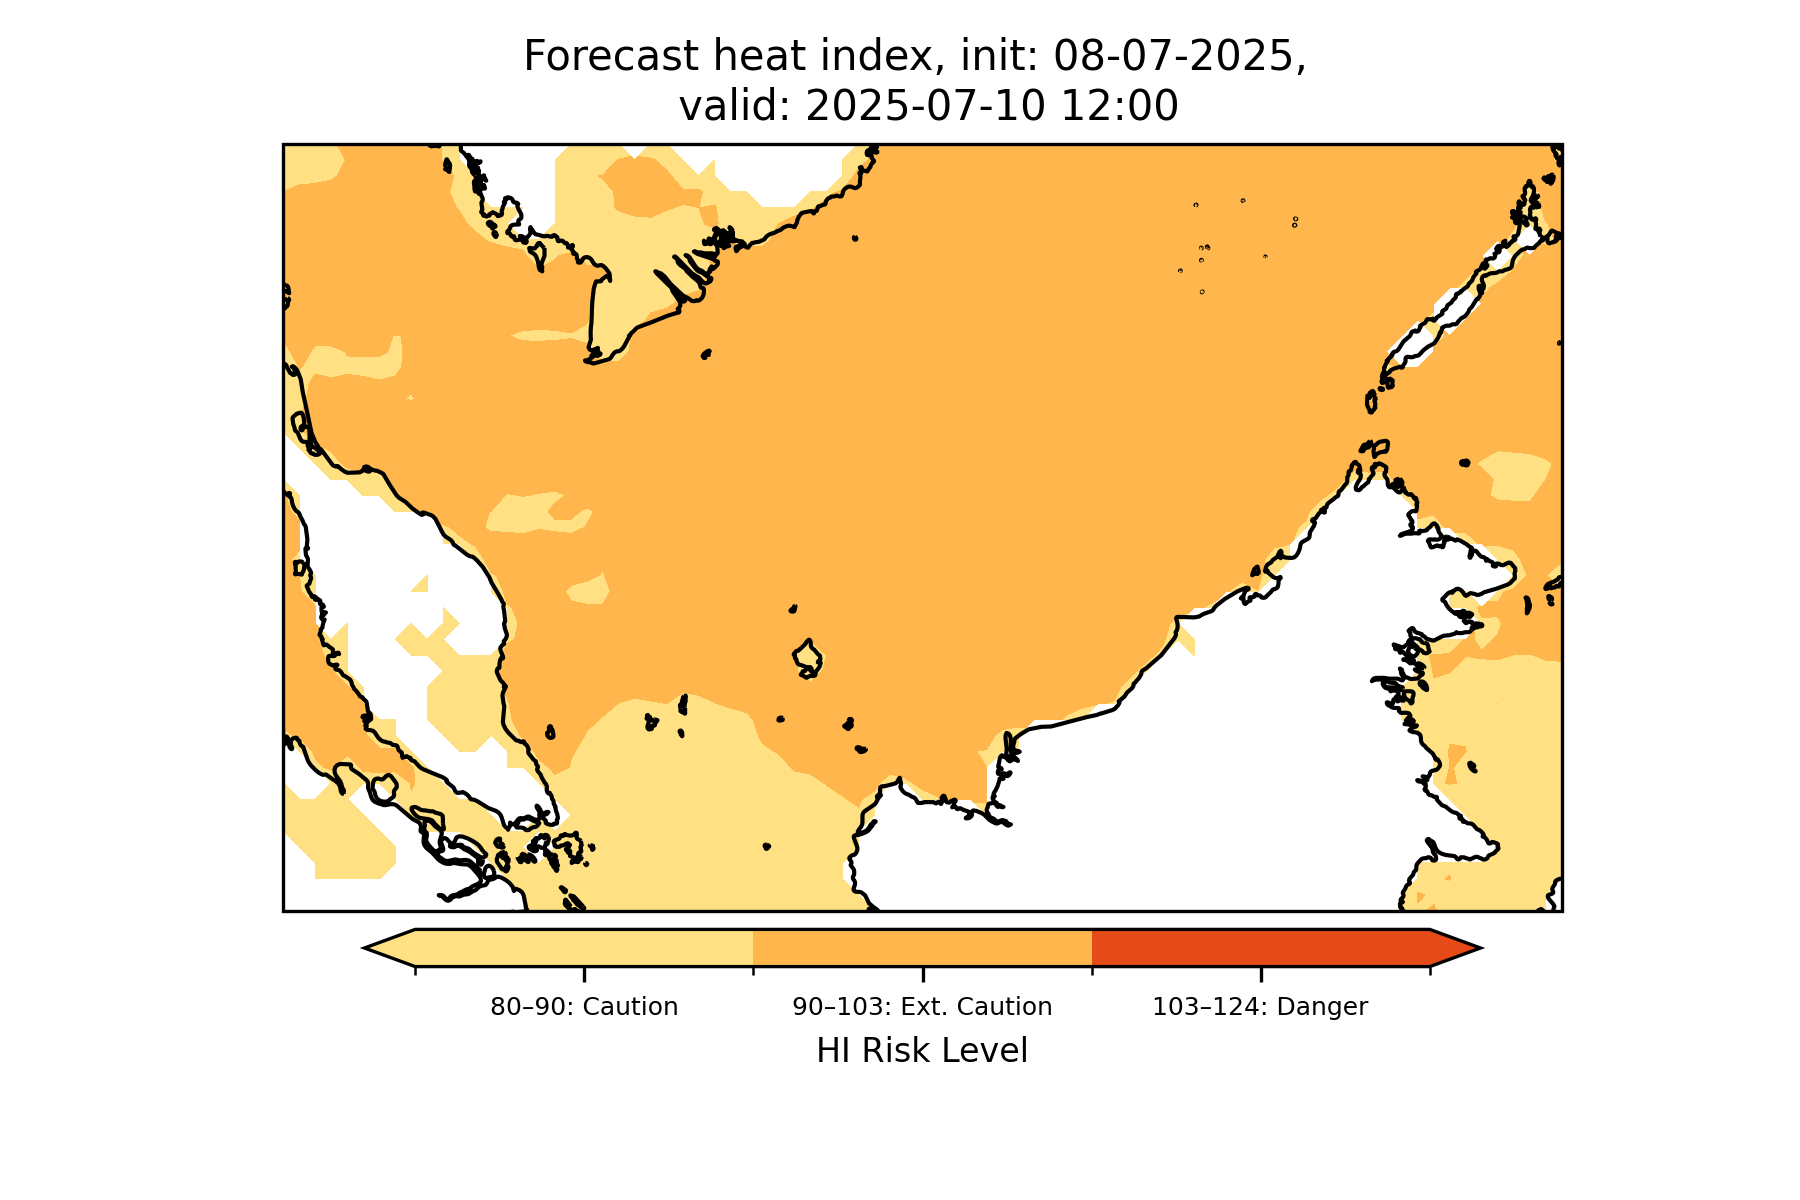 Forecast heat index, init: 08-07-2025,
valid: 2025-07-10 12:00
80–90: Caution
90–103: Ext. Caution
103–124: Danger
HI Risk Level